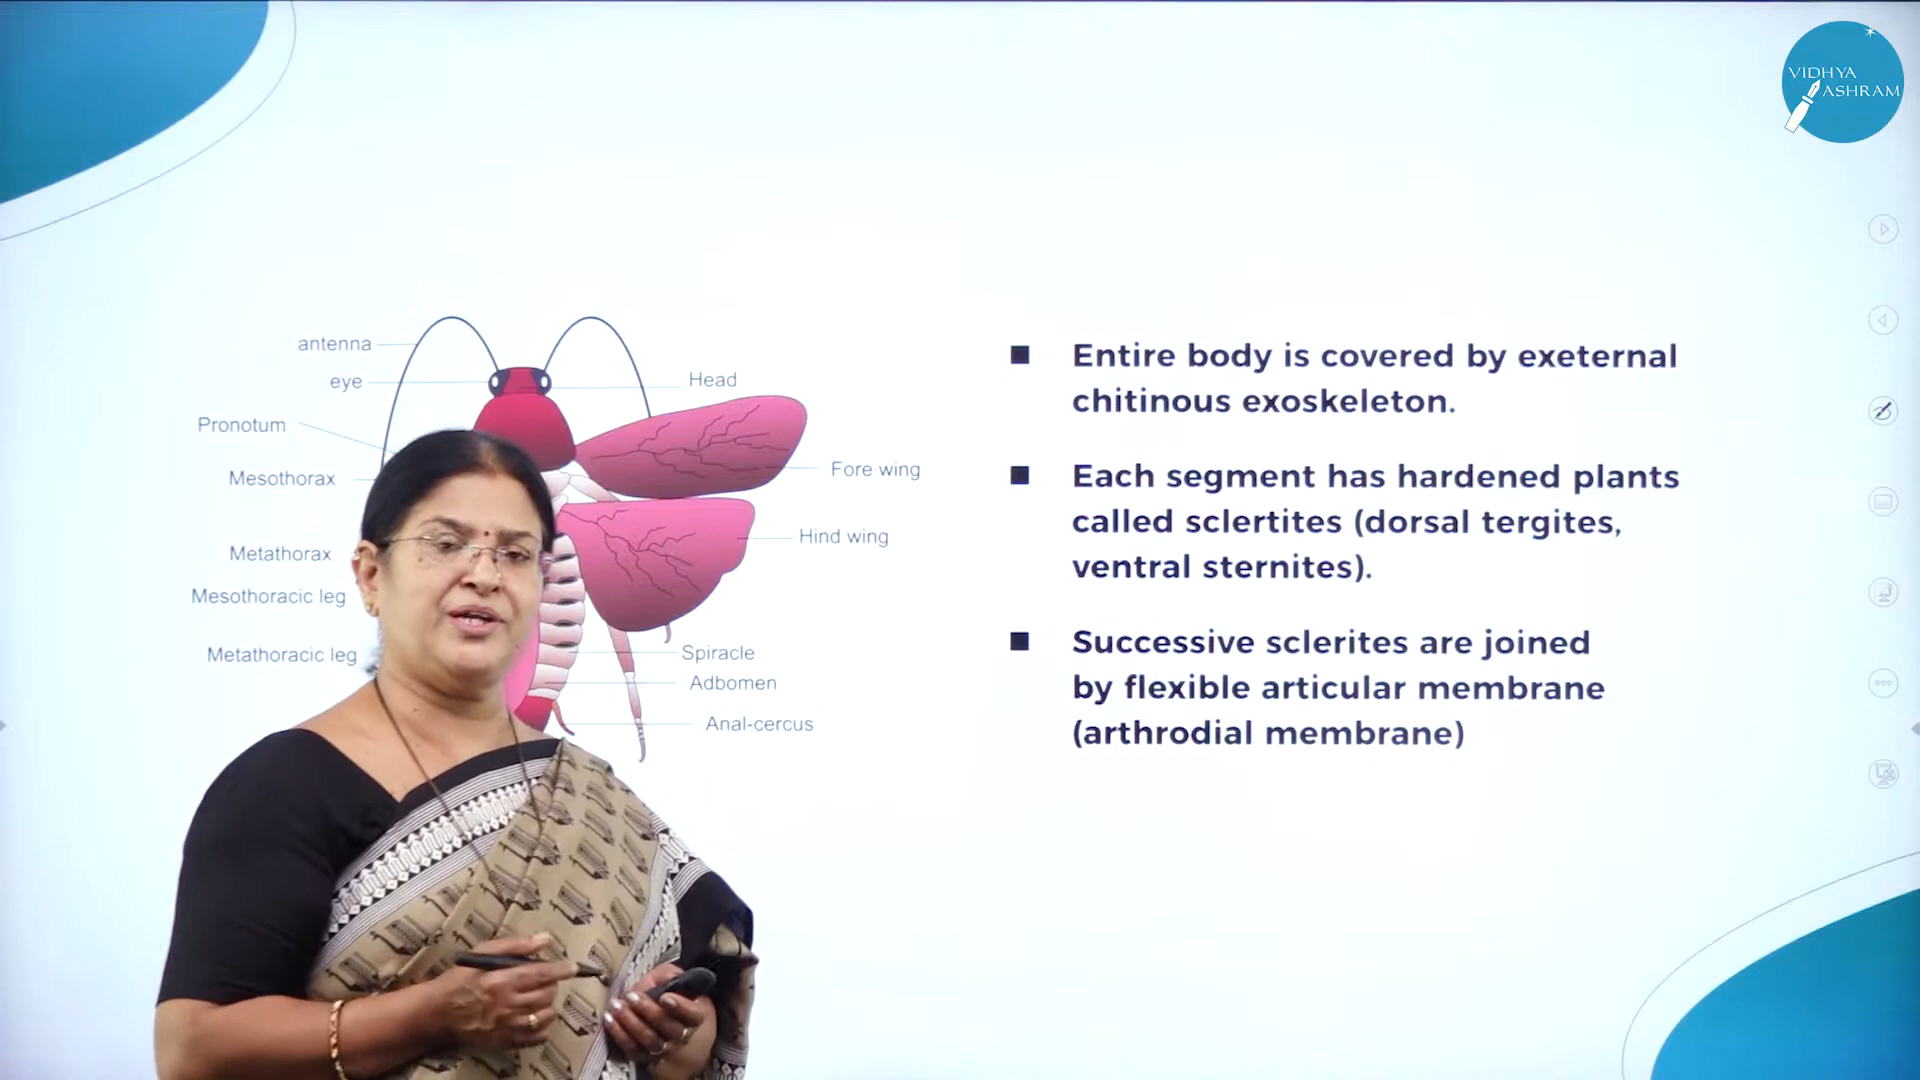 VIDHYA
ASHRAM
antenna
eye
Head
Pronotum
Mesothorax
Fore wing
Metathorax
Hind wing
Mesothoracic leg
Metathoracic leg
Spiracle
Adbomen
Anal-cercus
■ Entire body is covered by exeternal
chitinous exoskeleton.
■ Each segment has hardened plants
called sclertites (dorsal tergites,
ventral sternites).
■ Successive sclerites are joined
by flexible articular membrane
(arthrodial membrane)